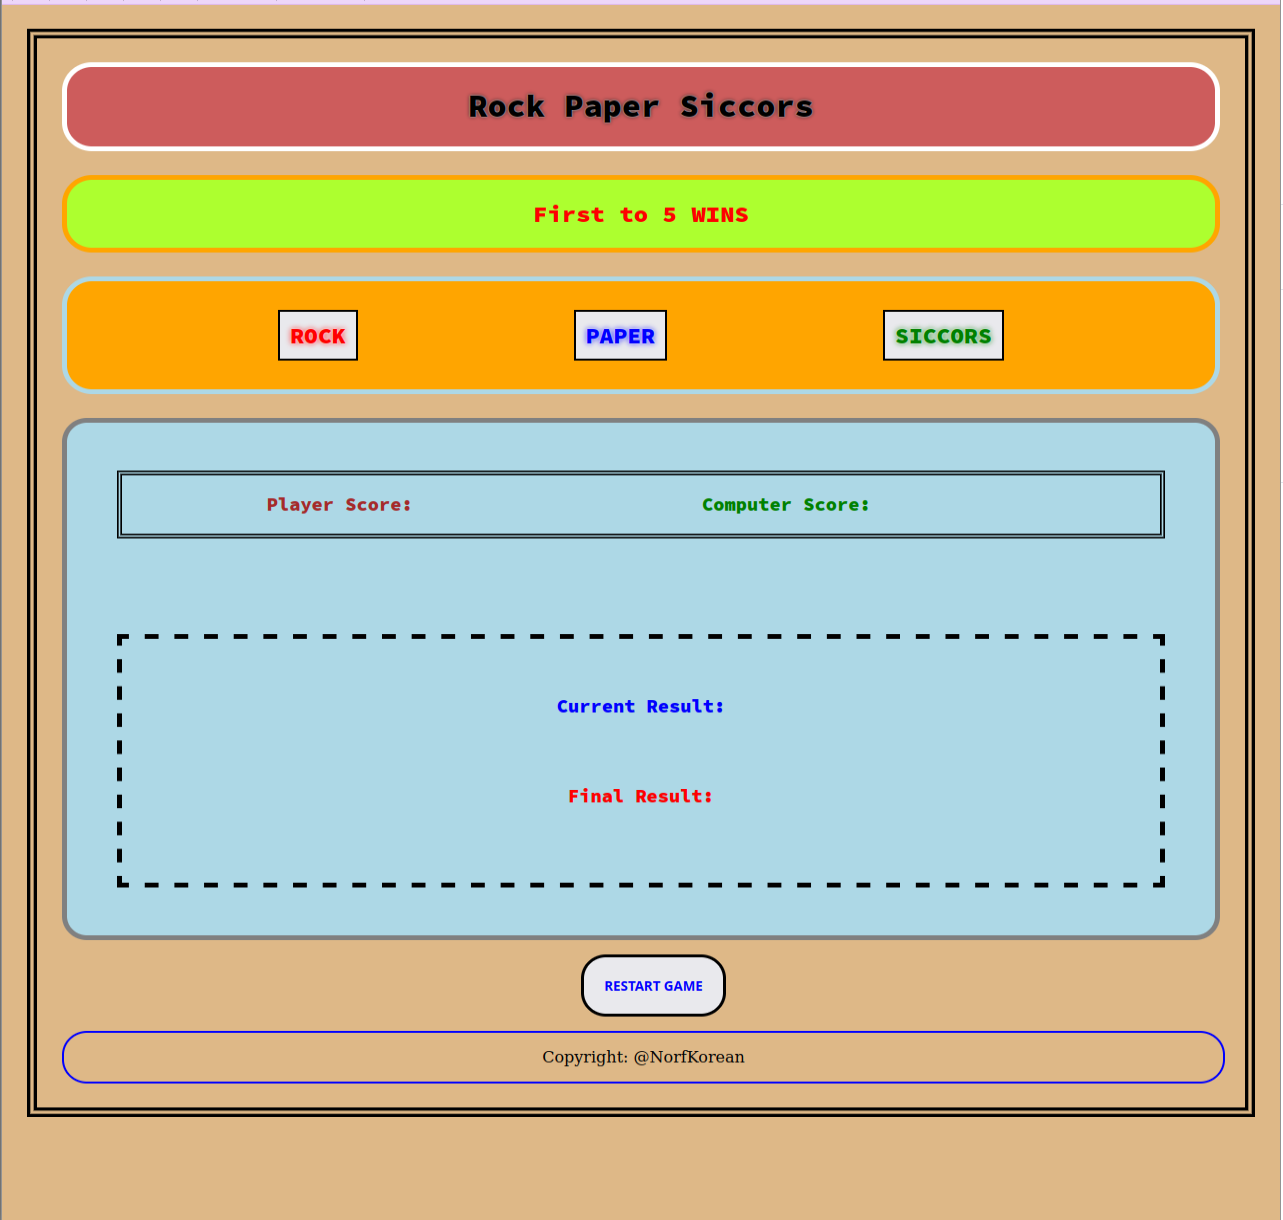 Rock Paper Siccors
First to 5 WINS
ROCK PAPER SICCORS
Player Score: Computer Score:
Current Result:
Final Result:
RESTART GAME
Copyright: @NorfKorean